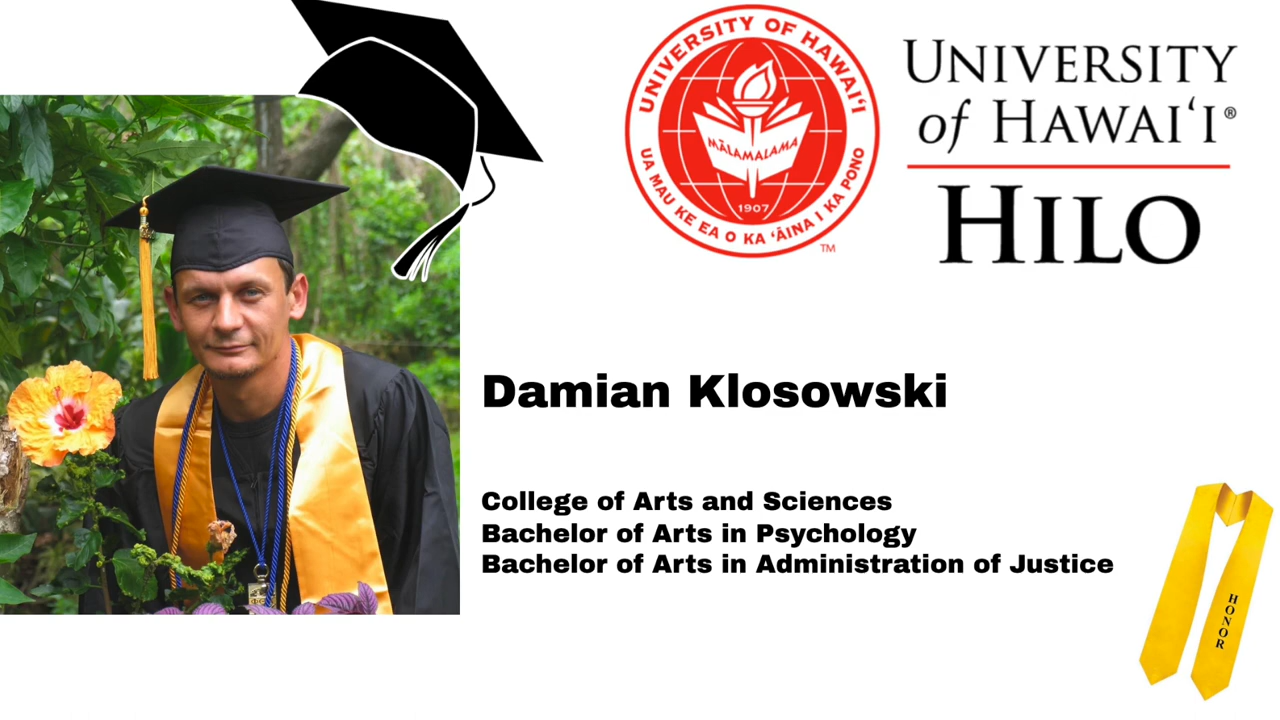 UNIVERSITY OF HAWAI‘I
MĀLAMALAMA
1907
UA MAU KE EA O KA ‘ĀINA I KA PONO
TM
UNIVERSITY
of HAWAI‘I®
HILO
Damian Klosowski
College of Arts and Sciences
Bachelor of Arts in Psychology
Bachelor of Arts in Administration of Justice
HONOR